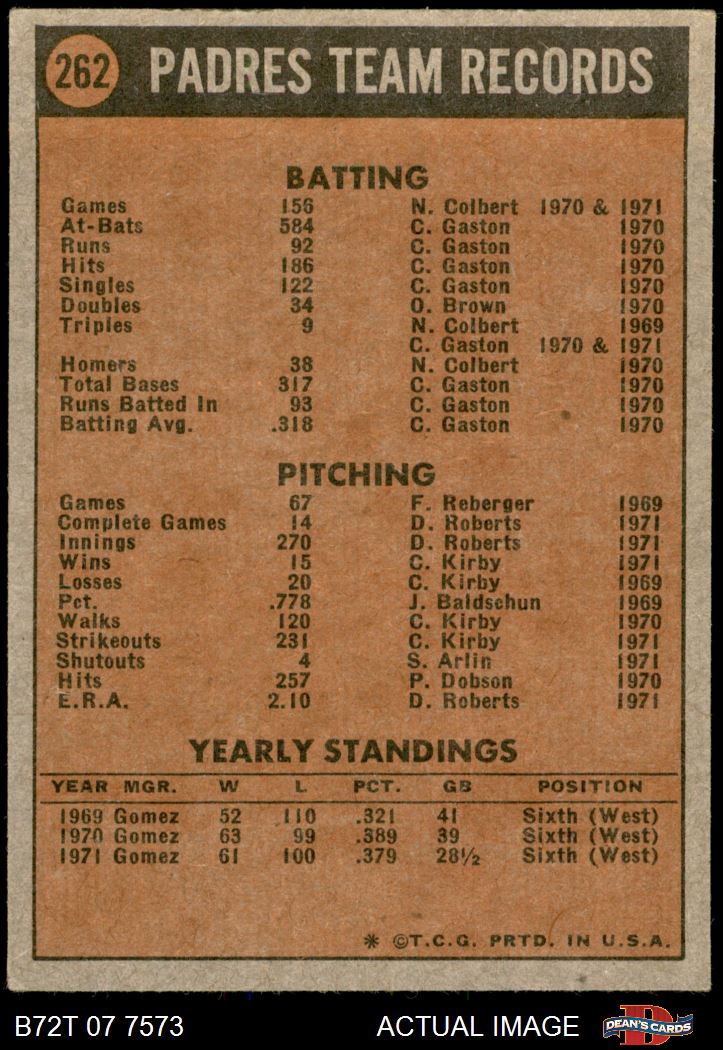 262 PADRES TEAM RECORDS
BATTING
Games 156 N. Colbert 1970 & 1971
At-Bats 584 C. Gaston 1970
Runs 92 C. Gaston 1970
Hits 186 C. Gaston 1970
Singles 122 C. Gaston 1970
Doubles 34 O. Brown 1970
Triples 9 N. Colbert 1969
C. Gaston 1970 & 1971
Homers 38 N. Colbert 1970
Total Bases 317 C. Gaston 1970
Runs Batted In 93 C. Gaston 1970
Batting Avg. .318 C. Gaston 1970
PITCHING
Games 67 F. Reberger 1969
Complete Games 14 D. Roberts 1971
Innings 270 D. Roberts 1971
Wins 15 C. Kirby 1971
Losses 20 C. Kirby 1969
Pct. .778 J. Baldschun 1969
Walks 120 C. Kirby 1970
Strikeouts 231 C. Kirby 1971
Shutouts 4 S. Arlin 1971
Hits 257 P. Dobson 1970
E.R.A. 2.10 D. Roberts 1971
YEARLY STANDINGS
YEAR MGR. W L PCT. GB POSITION
1969 Gomez 52 110 .321 41 Sixth (West)
1970 Gomez 63 99 .389 39 Sixth (West)
1971 Gomez 61 100 .379 28½ Sixth (West)
* ©T.C.G. PRTD. IN U.S.A.
B72T 07 7573 ACTUAL IMAGE DEAN'S CARDS